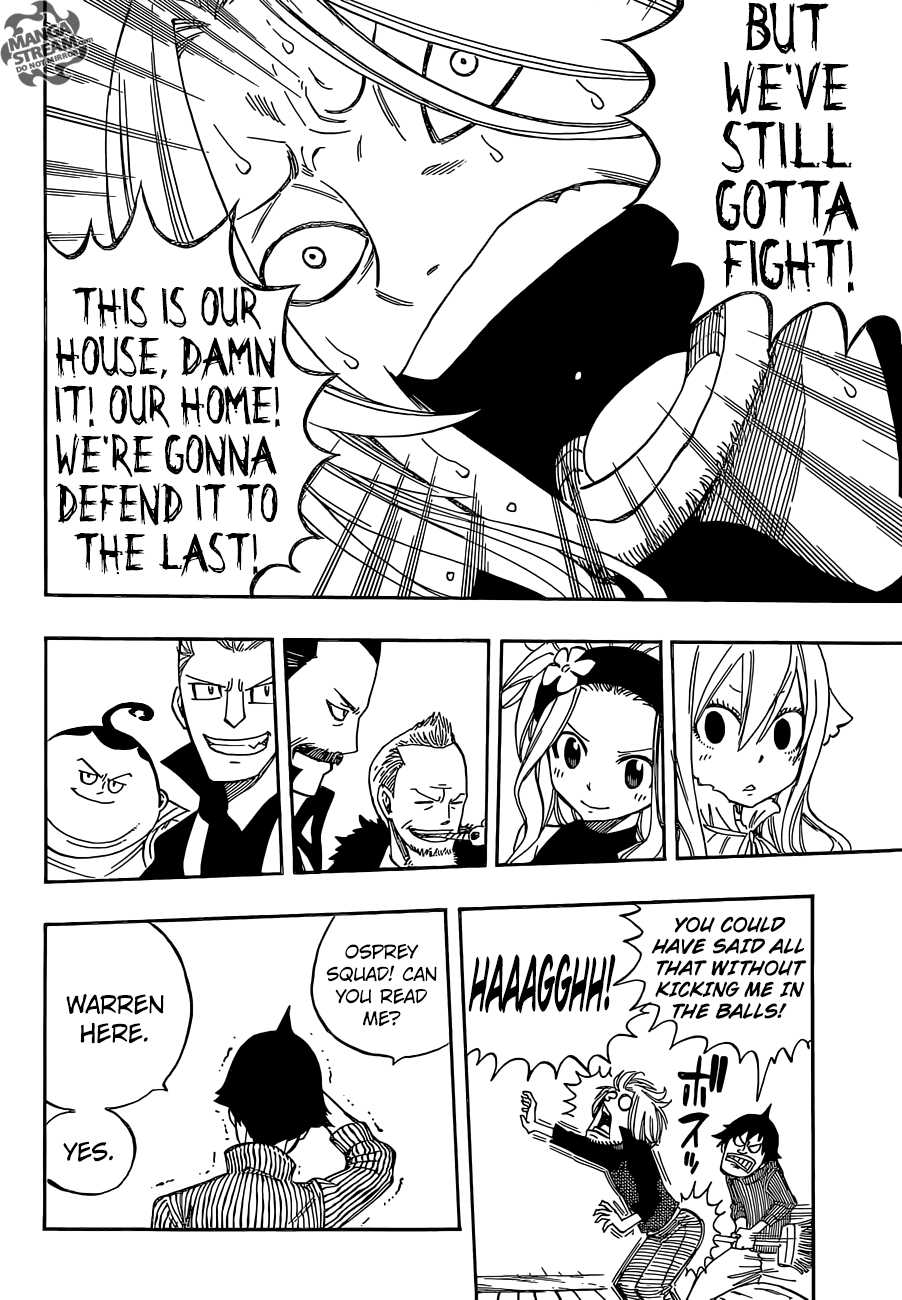 MANGA
STREAM.com
DO NOT MIRROR
BUT
WE'VE
STILL
GOTTA
FIGHT!
THIS IS OUR
HOUSE, DAMN
IT! OUR HOME!
WE'RE GONNA
DEFEND IT TO
THE LAST!
YOU COULD
HAVE SAID ALL
THAT WITHOUT
KICKING ME IN
THE BALLS!
HAAAGGHH!
ボスッ
OSPREY
SQUAD! CAN
YOU READ
ME?
WARREN
HERE.
YES.